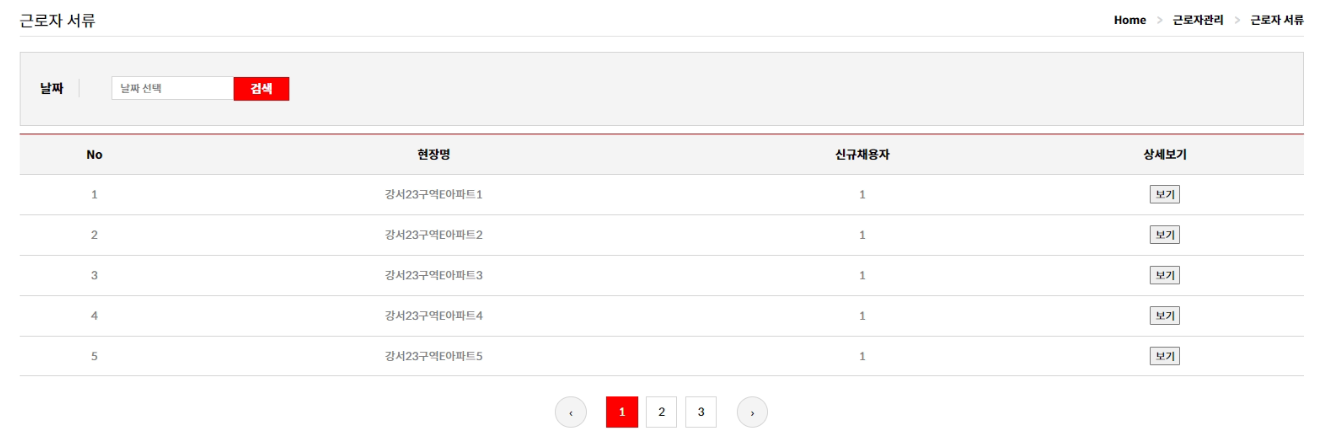 근로자 서류
Home > 근로자관리 > 근로자 서류
날짜 날짜 선택 검색
No 현장명 신규채용자 상세보기
1 강서23구역E아파트1 1 보기
2 강서23구역E아파트2 1 보기
3 강서23구역E아파트3 1 보기
4 강서23구역E아파트4 1 보기
5 강서23구역E아파트5 1 보기
‹ 1 2 3 ›